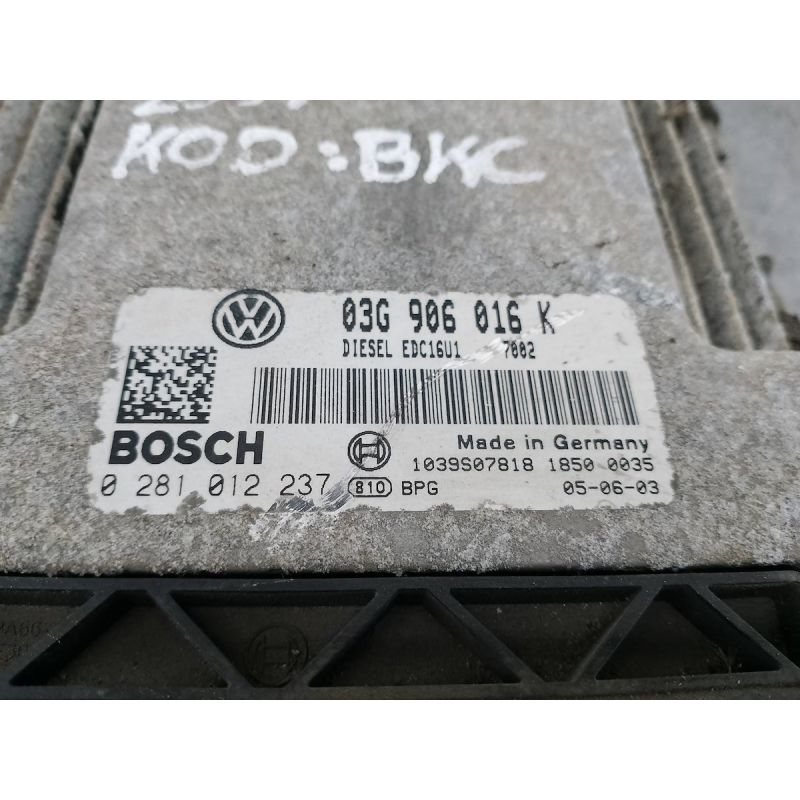 KOD:BKC
03G 906 016 K
DIESEL EDC16U1 7002
BOSCH
Made in Germany
1039S07818 1850 0035
0 281 012 237 810 BPG 05-06-03